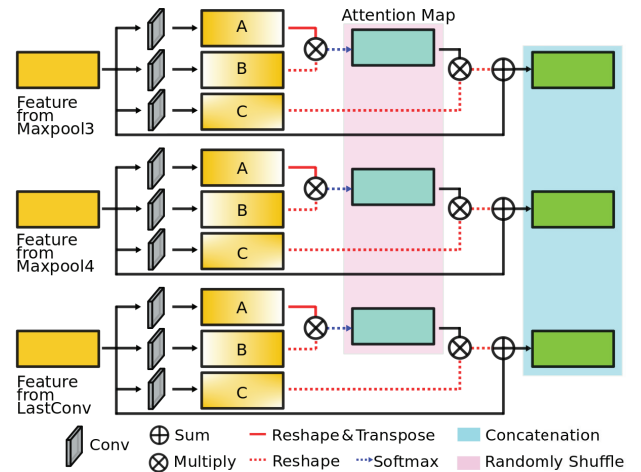 Attention Map
A
B
C
Feature
from
Maxpool3
A
B
C
Feature
from
Maxpool4
A
B
C
Feature
from
LastConv
Conv
Sum
Reshape&Transpose
Concatenation
Multiply
Reshape
Softmax
Randomly Shuffle